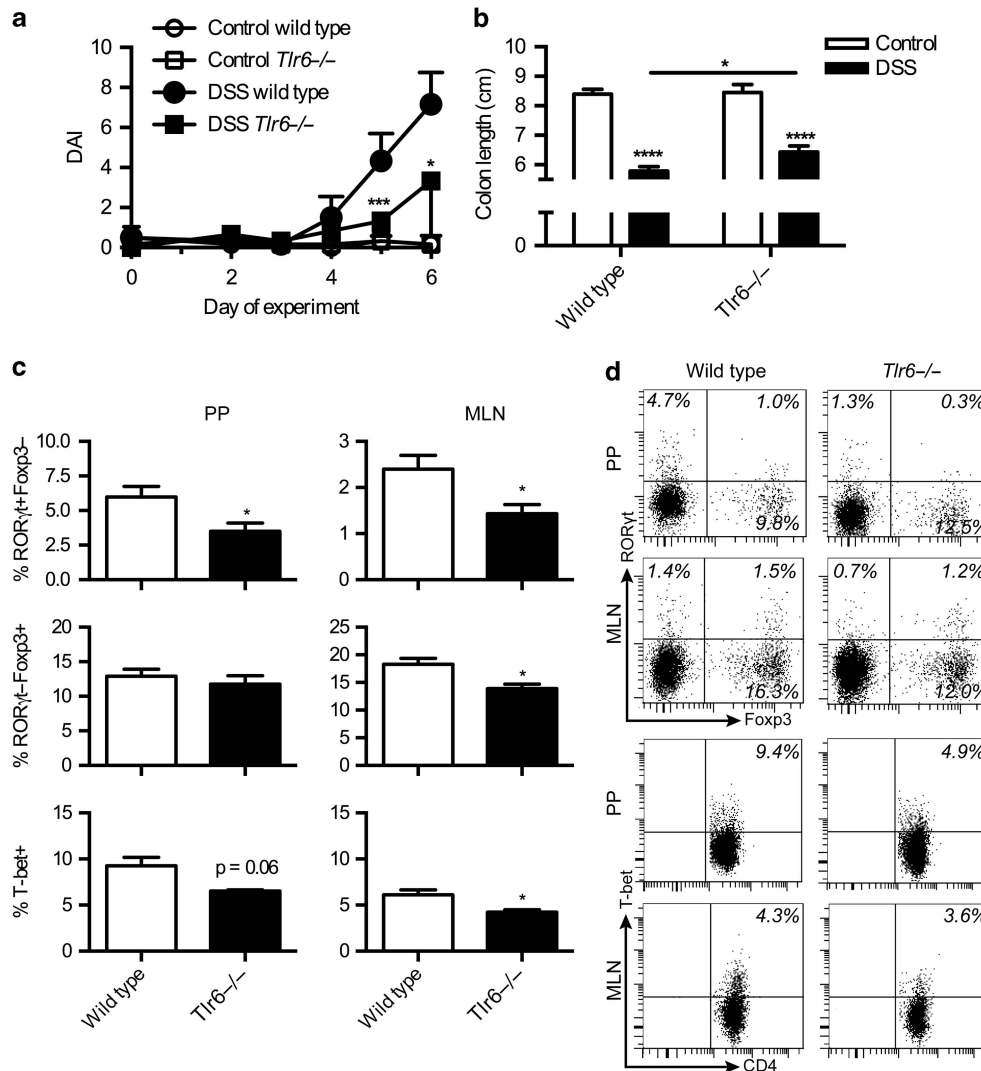 a
Control wild type
Control Tlr6–/–
DSS wild type
DSS Tlr6–/–
10
8
6
4
2
0
DAI
***
*
0 2 4 6
Day of experiment
b
Control
DSS
10
9
8
7
6
0
Colon length (cm)
*
****
****
Wild type
Tlr6–/–
c
PP
MLN
% RORγt+Foxp3–
10.0
7.5
5.0
2.5
0.0
*
3
2
1
0
*
% RORγt–Foxp3+
20
15
10
5
0
25
20
15
10
5
0
*
% T-bet+
15
10
5
0
p = 0.06
15
10
5
0
*
Wild type
Tlr6–/–
Wild type
Tlr6–/–
d
Wild type
Tlr6–/–
PP
4.7% 1.0%
9.8%
1.3% 0.3%
12.5%
RORγt
MLN
1.4% 1.5%
16.3%
0.7% 1.2%
12.0%
Foxp3
PP
9.4%
4.9%
T-bet
MLN
4.3%
3.6%
CD4